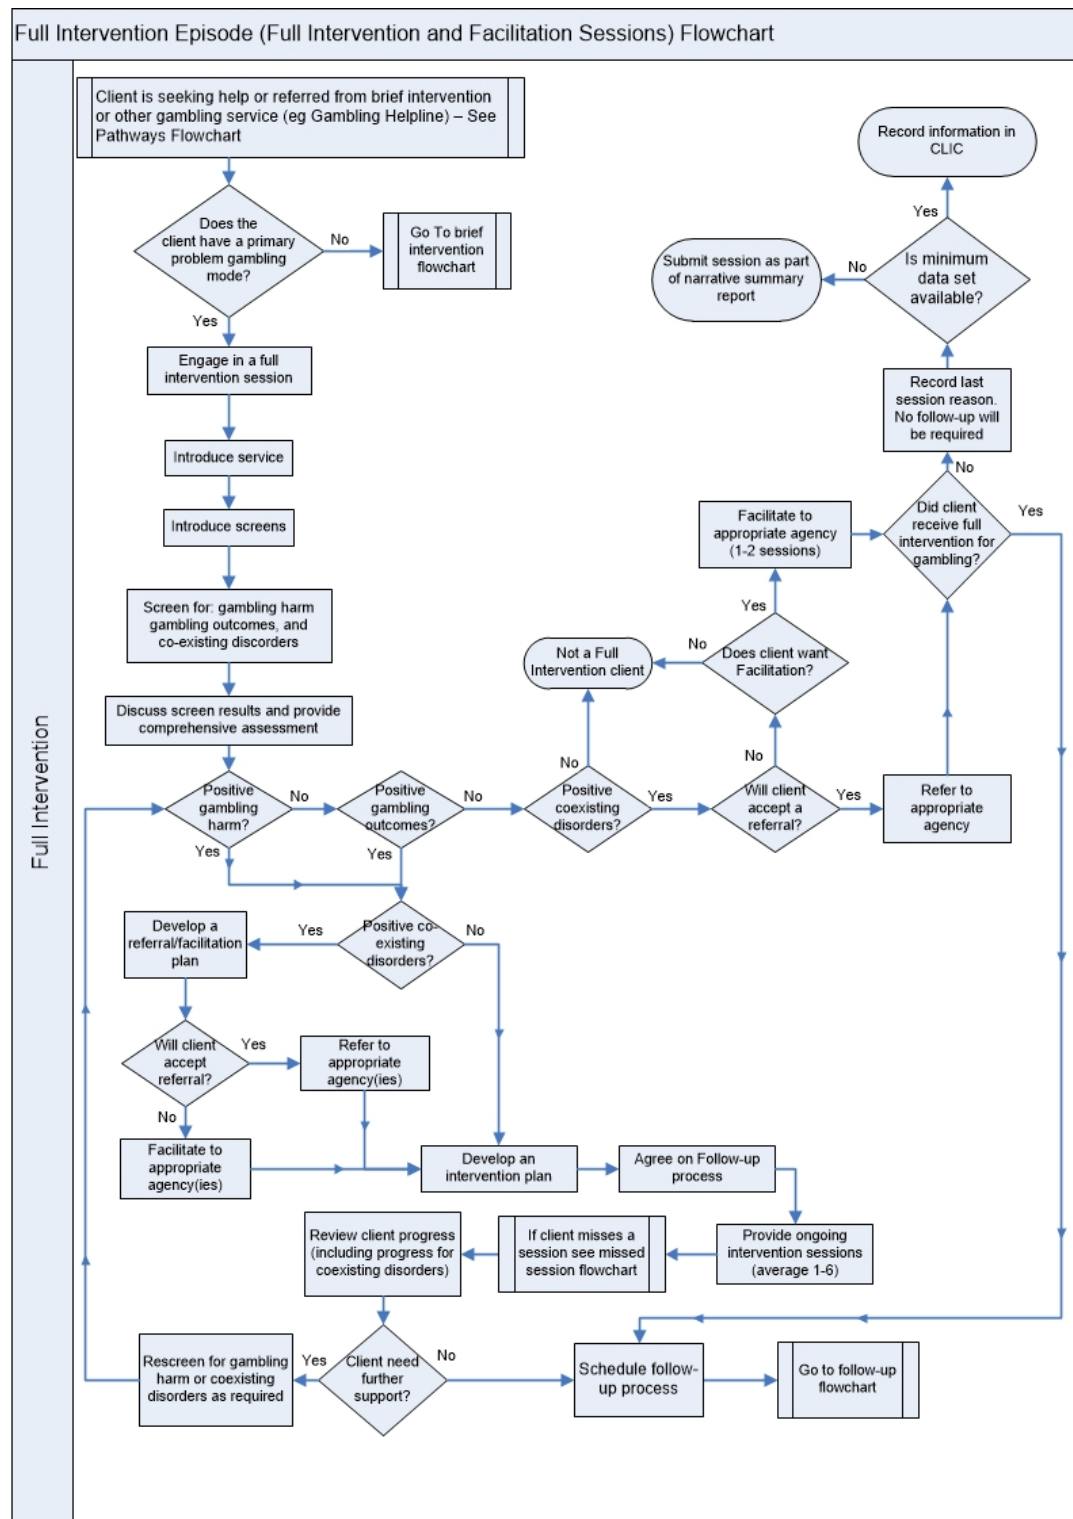 Full Intervention Episode (Full Intervention and Facilitation Sessions) Flowchart
Full Intervention
Client is seeking help or referred from brief intervention
or other gambling service (eg Gambling Helpline) – See
Pathways Flowchart
Does the
client have a primary
problem gambling
mode?
No
Go To brief
intervention
flowchart
Yes
Engage in a full
intervention session
Introduce service
Introduce screens
Screen for: gambling harm
gambling outcomes, and
co-existing disorders
Discuss screen results and provide
comprehensive assessment
Record information in
CLIC
Yes
Is minimum
data set
available?
No
Submit session as part
of narrative summary
report
Record last
session reason.
No follow-up will
be required
No
Did client
receive full
intervention for
gambling?
Yes
Facilitate to
appropriate agency
(1-2 sessions)
Yes
Does client want
Facilitation?
No
Not a Full
Intervention client
No
No
Positive
gambling
harm?
No
Positive
gambling
outcomes?
No
Positive
coexisting
disorders?
Yes
Will client
accept a
referral?
Yes
Refer to
appropriate
agency
Yes
Yes
Positive co-
existing
disorders?
Yes
No
Develop a
referral/facilitation
plan
Will client
accept
referral?
Yes
Refer to
appropriate
agency(ies)
No
Facilitate to
appropriate
agency(ies)
Develop an
intervention plan
Agree on Follow-up
process
Provide ongoing
intervention sessions
(average 1-6)
If client misses a
session see missed
session flowchart
Review client progress
(including progress for
coexisting disorders)
Client need
further
support?
Yes
No
Rescreen for gambling
harm or coexisting
disorders as required
Schedule follow-
up process
Go to follow-up
flowchart